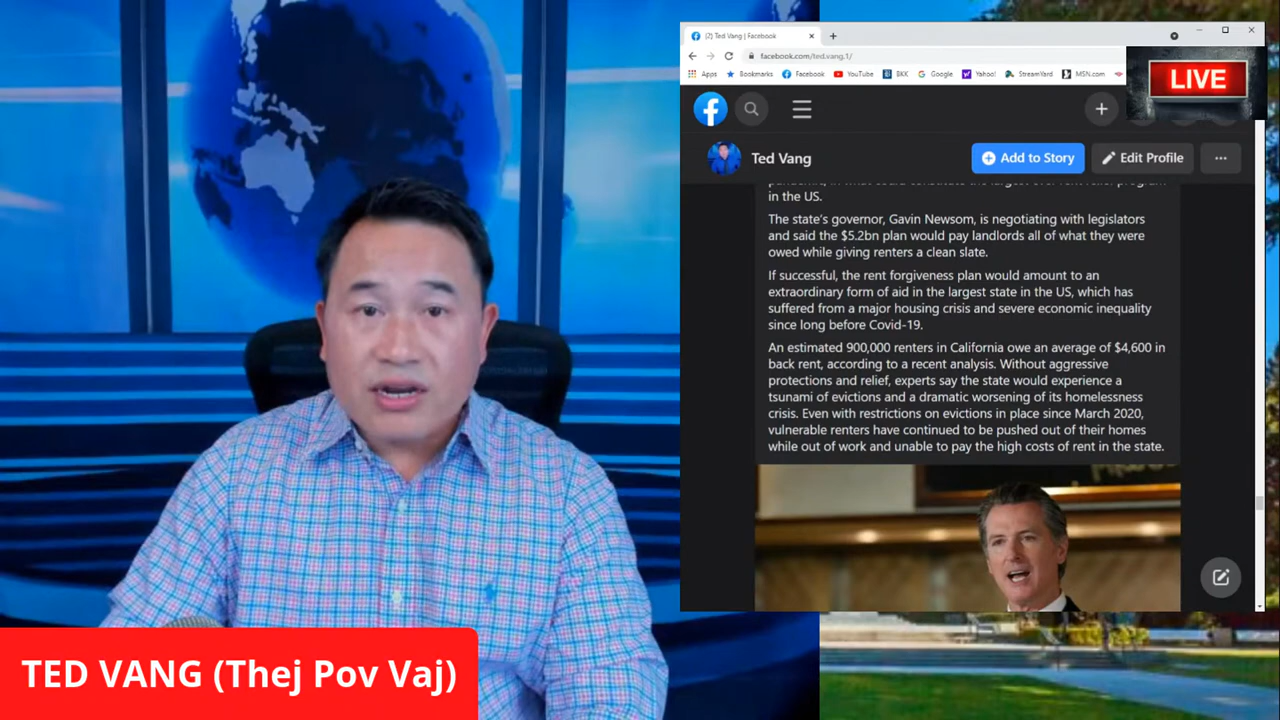 (2) Ted Vang | Facebook
facebook.com/ted.vang.1/
Apps Bookmarks Facebook YouTube BKK Google Yahoo! StreamYard MSN.com
LIVE
Ted Vang
Add to Story
Edit Profile
in the US.
The state's governor, Gavin Newsom, is negotiating with legislators
and said the $5.2bn plan would pay landlords all of what they were
owed while giving renters a clean slate.
If successful, the rent forgiveness plan would amount to an
extraordinary form of aid in the largest state in the US, which has
suffered from a major housing crisis and severe economic inequality
since long before Covid-19.
An estimated 900,000 renters in California owe an average of $4,600 in
back rent, according to a recent analysis. Without aggressive
protections and relief, experts say the state would experience a
tsunami of evictions and a dramatic worsening of its homelessness
crisis. Even with restrictions on evictions in place since March 2020,
vulnerable renters have continued to be pushed out of their homes
while out of work and unable to pay the high costs of rent in the state.
TED VANG (Thej Pov Vaj)